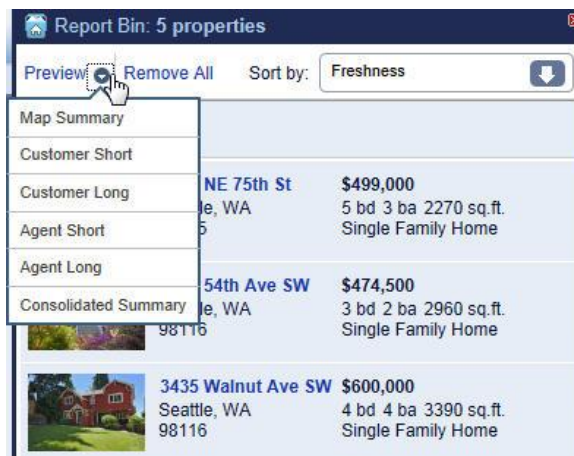 Report Bin: 5 properties
Preview Remove All Sort by: Freshness
Map Summary
Customer Short
Customer Long
Agent Short
Agent Long
Consolidated Summary
NE 75th St $499,000
le, WA 5 bd 3 ba 2270 sq.ft.
5 Single Family Home
54th Ave SW $474,500
le, WA 3 bd 2 ba 2960 sq.ft.
98116 Single Family Home
3435 Walnut Ave SW $600,000
Seattle, WA 4 bd 4 ba 3390 sq.ft.
98116 Single Family Home